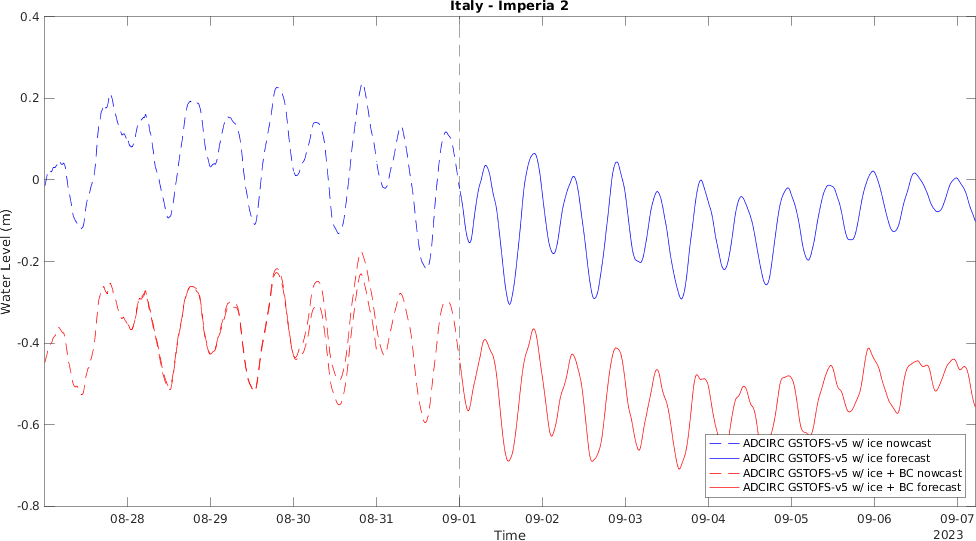 Italy - Imperia 2
0.4
0.2
0
-0.2
-0.4
-0.6
-0.8
Water Level (m)
ADCIRC GSTOFS-v5 w/ ice nowcast
ADCIRC GSTOFS-v5 w/ ice forecast
ADCIRC GSTOFS-v5 w/ ice + BC nowcast
ADCIRC GSTOFS-v5 w/ ice + BC forecast
08-28 08-29 08-30 08-31 09-01 09-02 09-03 09-04 09-05 09-06 09-07
Time
2023